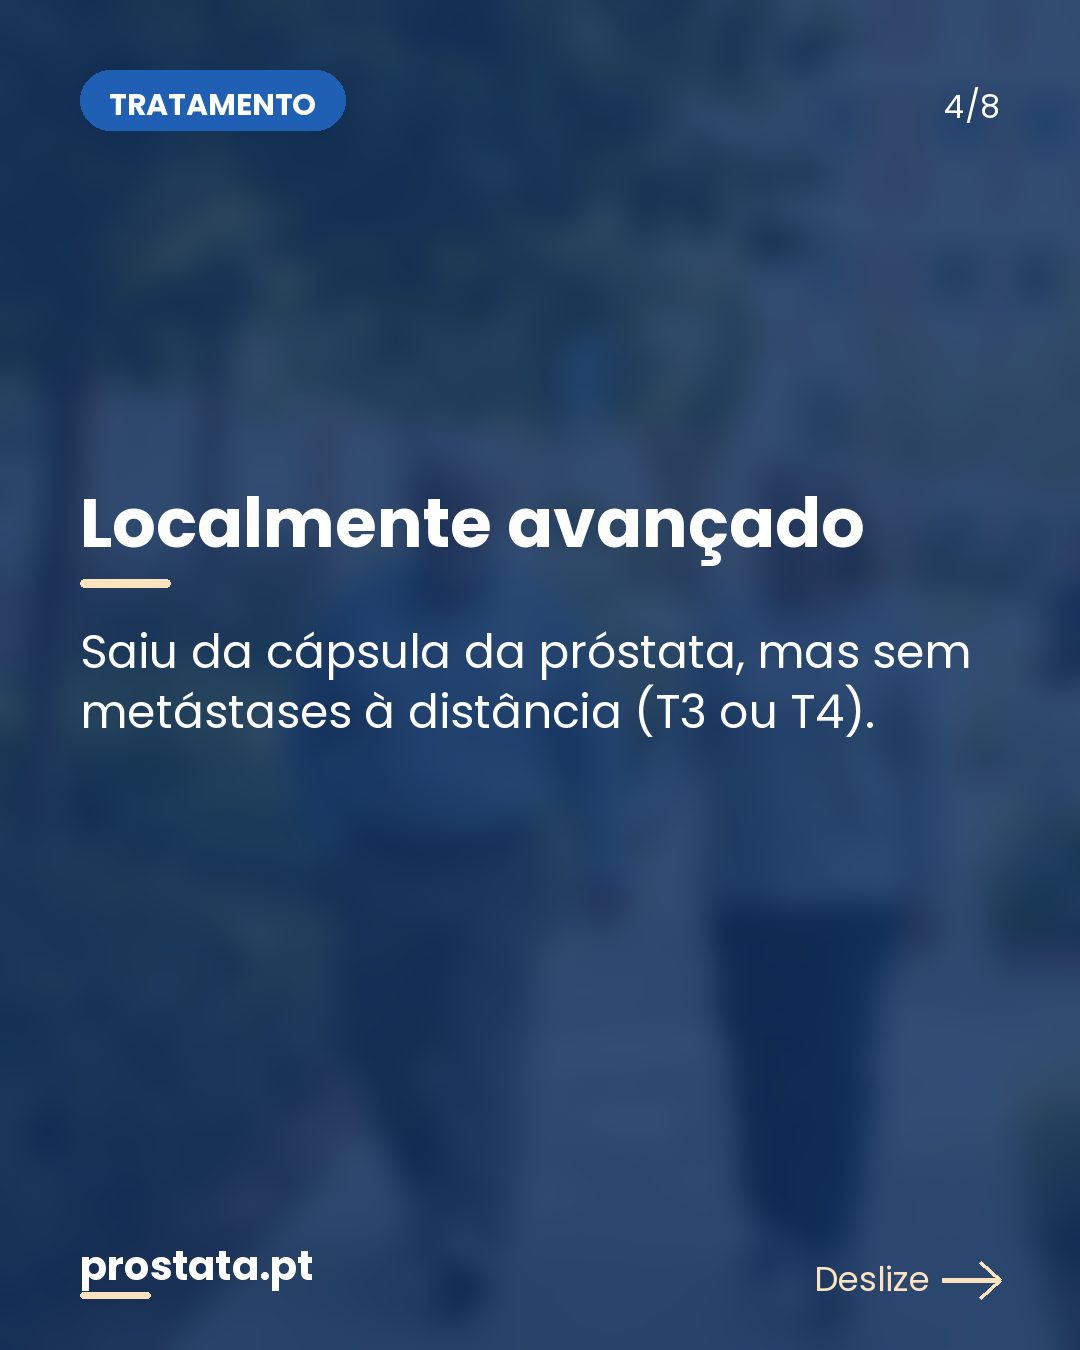 TRATAMENTO
4/8
Localmente avançado
Saiu da cápsula da próstata, mas sem
metástases à distância (T3 ou T4).
prostata.pt
Deslize